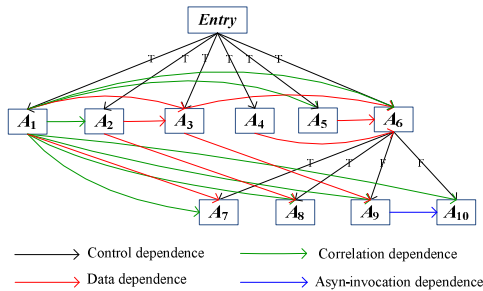 Entry
T T T T T T
A1 A2 A3 A4 A5 A6
T T F F
A7 A8 A9 A10
Control dependence Correlation dependence
Data dependence Asyn-invocation dependence